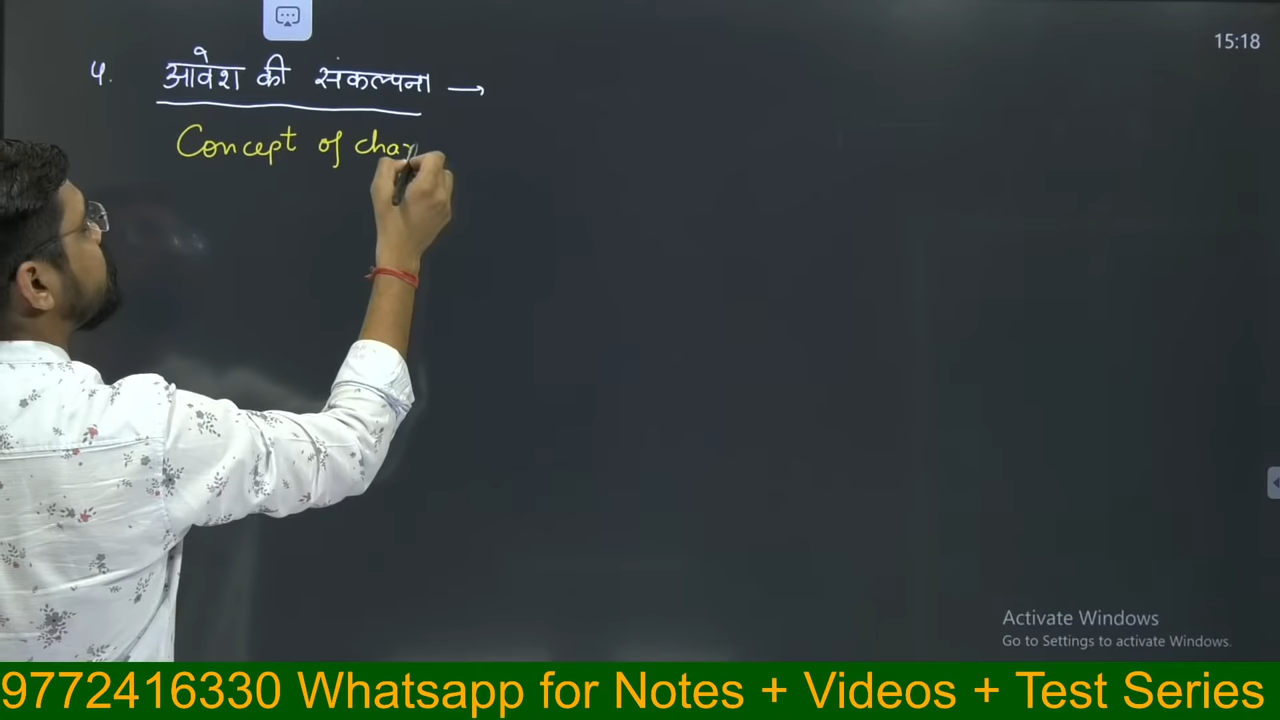 15:18
५. आवेश की संकल्पना →
Concept of char
Activate Windows
Go to Settings to activate Windows.
9772416330 Whatsapp for Notes + Videos + Test Series